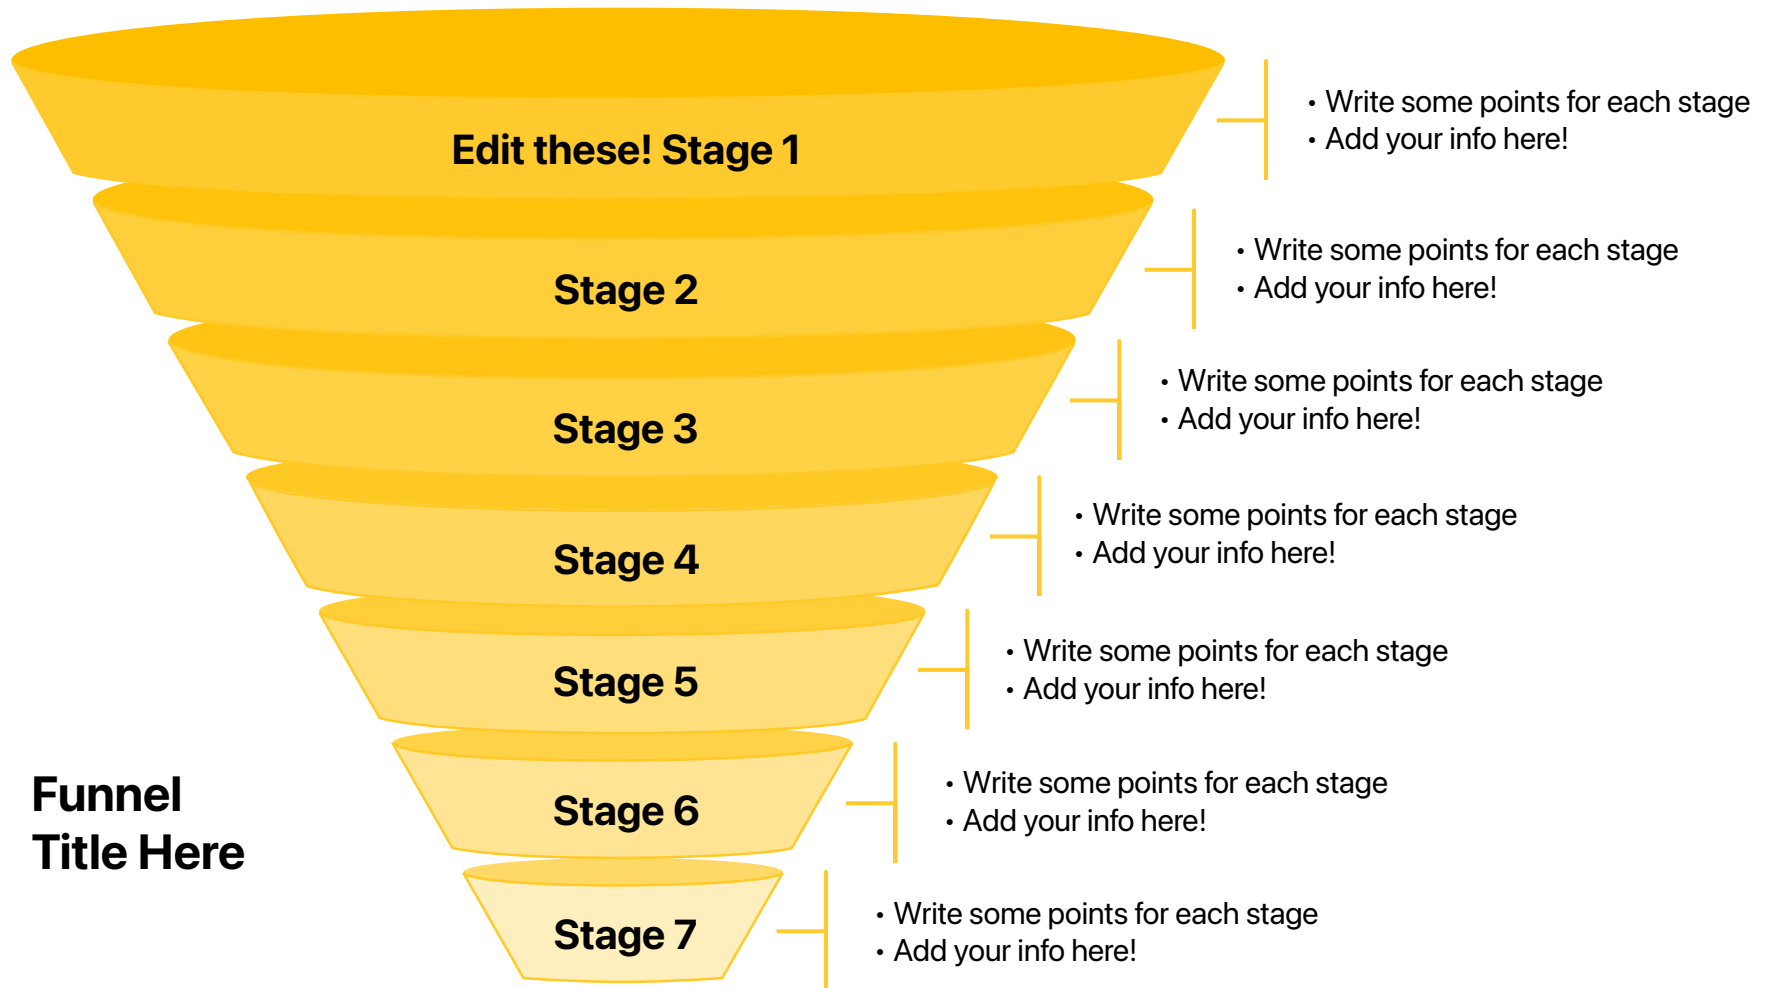 Edit these! Stage 1
• Write some points for each stage
• Add your info here!
Stage 2
• Write some points for each stage
• Add your info here!
Stage 3
• Write some points for each stage
• Add your info here!
Stage 4
• Write some points for each stage
• Add your info here!
Stage 5
• Write some points for each stage
• Add your info here!
Stage 6
• Write some points for each stage
• Add your info here!
Stage 7
• Write some points for each stage
• Add your info here!
Funnel
Title Here